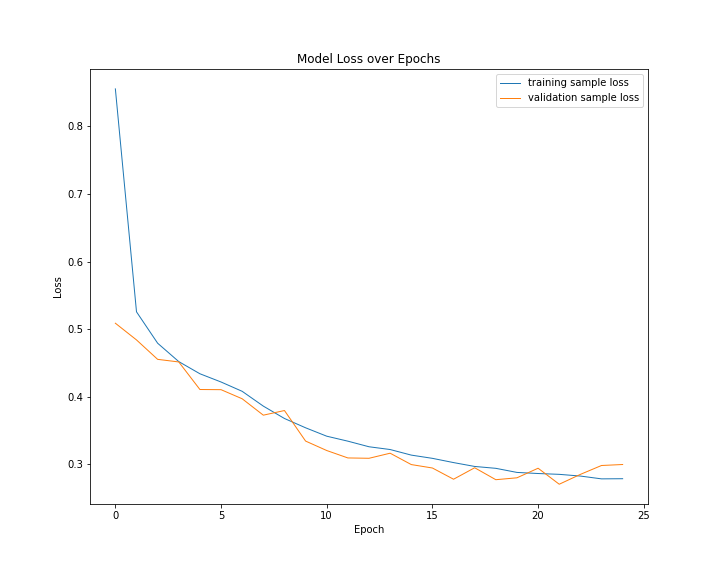 Model Loss over Epochs
training sample loss
validation sample loss
0.8
0.7
0.6
0.5
0.4
0.3
Loss
0 5 10 15 20 25
Epoch